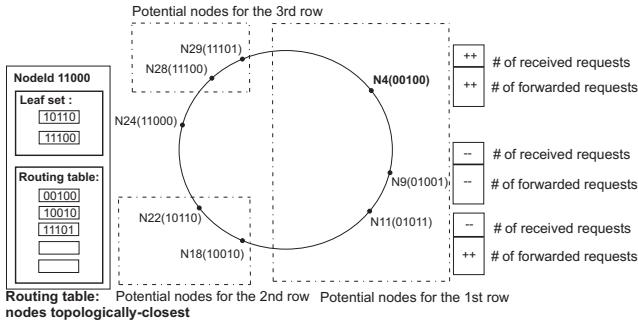 Potential nodes for the 3rd row
NodeId 11000
Leaf set :
10110
11100
Routing table:
00100
10010
11101
Routing table:
nodes topologically-closest
N29(11101)
N28(11100)
N24(11000)
N22(10110)
N18(10010)
Potential nodes for the 2nd row
N4(00100)
N9(01001)
N11(01011)
Potential nodes for the 1st row
++ # of received requests
++ # of forwarded requests
-- # of received requests
-- # of forwarded requests
-- # of received requests
++ # of forwarded requests